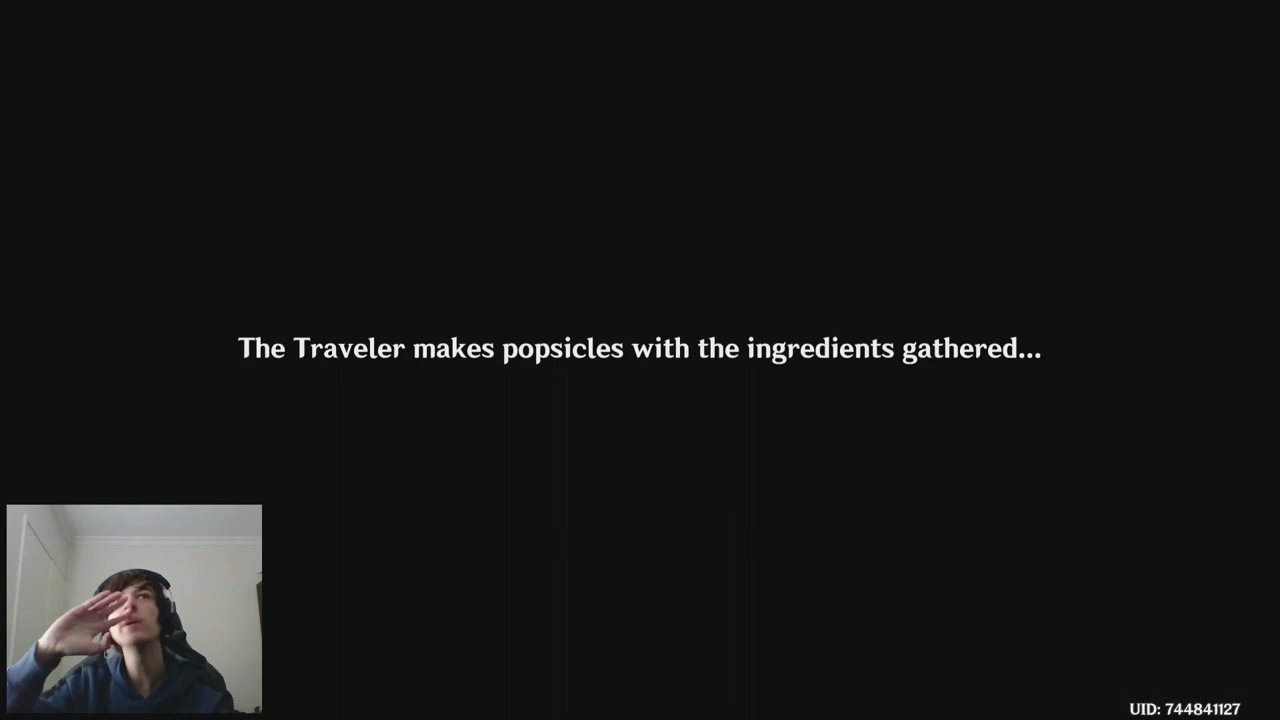 The Traveler makes popsicles with the ingredients gathered...
UID: 744841127